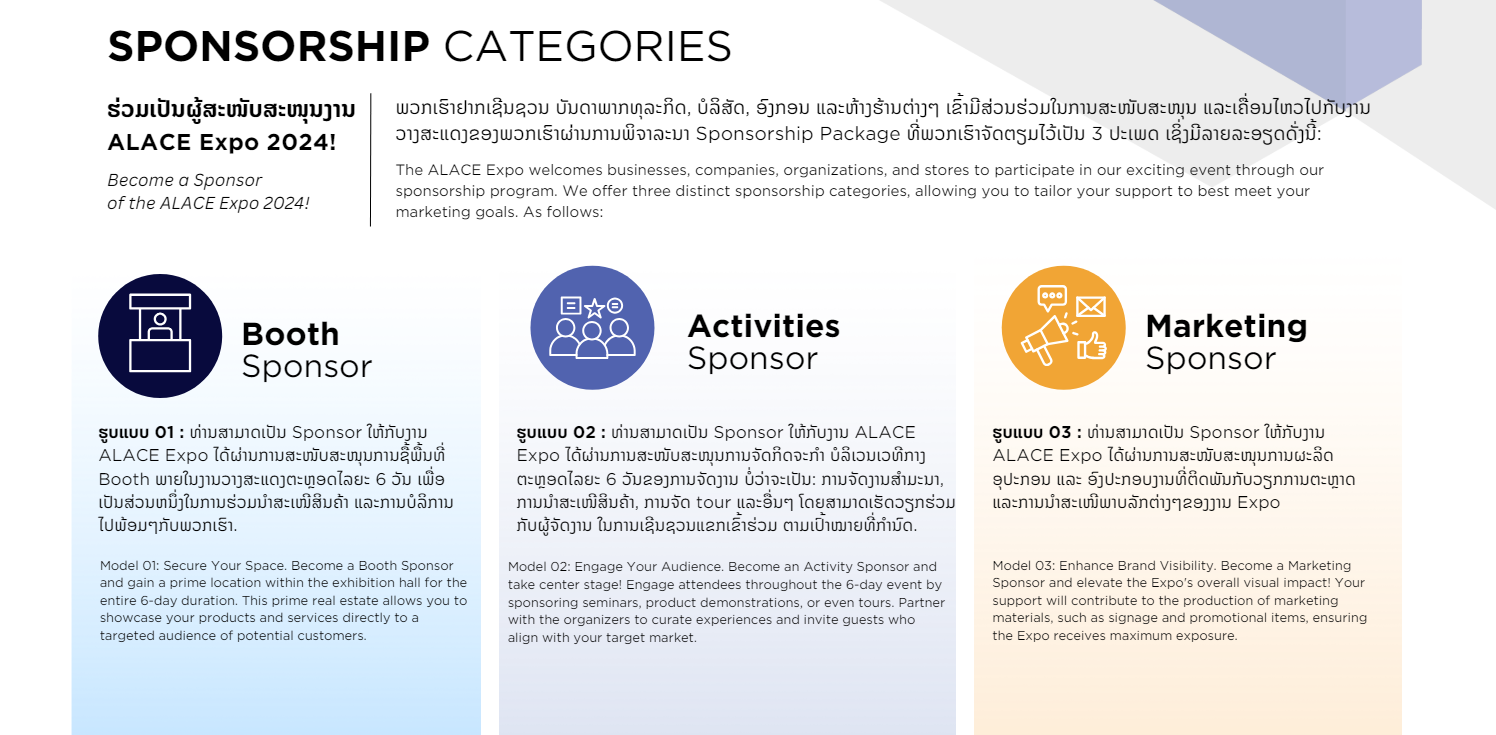 SPONSORSHIP CATEGORIES
ຮ່ວມເປັນຜູ້ສະໜັບສະໜູນງານ
ALACE Expo 2024!
Become a Sponsor
of the ALACE Expo 2024!
ພວກເຮົາຢາກເຊີນຊວນ ບັນດາພາກທຸລະກິດ, ບໍລິສັດ, ອົງກອນ ແລະຫ້າງຮ້ານຕ່າງໆ ເຂົ້າມີສ່ວນຮ່ວມໃນການສະໜັບສະໜຸນ ແລະເຄື່ອນໄຫວໄປກັບງານ
ວາງສະແດງຂອງພວກເຮົາຜ່ານການພິຈາລະນາ Sponsorship Package ທີ່ພວກເຮົາຈັດຕຽມໄວ້ເປັນ 3 ປະເພດ ເຊິ່ງມີລາຍລະອຽດດັ່ງນີ້:
The ALACE Expo welcomes businesses, companies, organizations, and stores to participate in our exciting event through our
sponsorship program. We offer three distinct sponsorship categories, allowing you to tailor your support to best meet your
marketing goals. As follows:
Booth
Sponsor
ຮູບແບບ 01 : ທ່ານສາມາດເປັນ Sponsor ໃຫ້ກັບງານ
ALACE Expo ໄດ້ຜ່ານການສະໜັບສະໜຸນການຊື້ພື້ນທີ່
Booth ພາຍໃນງານວາງສະແດງຕະຫຼອດໄລຍະ 6 ວັນ ເພື່ອ
ເປັນສ່ວນຫນຶ່ງໃນການຮ່ວມນຳສະເໜີສິນຄ້າ ແລະການບໍລິການ
ໄປພ້ອມໆກັບພວກເຮົາ.
Model 01: Secure Your Space. Become a Booth Sponsor
and gain a prime location within the exhibition hall for the
entire 6-day duration. This prime real estate allows you to
showcase your products and services directly to a
targeted audience of potential customers.
Activities
Sponsor
ຮູບແບບ 02 : ທ່ານສາມາດເປັນ Sponsor ໃຫ້ກັບງານ ALACE
Expo ໄດ້ຜ່ານການສະໜັບສະໜຸນການຈັດກິດຈະກຳ ບໍລິເວນເວທີກາງ
ຕະຫຼອດໄລຍະ 6 ວັນຂອງການຈັດງານ ບໍ່ວ່າຈະເປັນ: ການຈັດງານສຳມະນາ,
ການນຳສະເໜີສິນຄ້າ, ການຈັດ tour ແລະອື່ນໆ ໂດຍສາມາດເຮັດວຽກຮ່ວມ
ກັບຜູ້ຈັດງານ ໃນການເຊີນຊວນແຂກເຂົ້າຮ່ວມ ຕາມເປົ້າໝາຍທີ່ກຳນົດ.
Model 02: Engage Your Audience. Become an Activity Sponsor and
take center stage! Engage attendees throughout the 6-day event by
sponsoring seminars, product demonstrations, or even tours. Partner
with the organizers to curate experiences and invite guests who
align with your target market.
Marketing
Sponsor
ຮູບແບບ 03 : ທ່ານສາມາດເປັນ Sponsor ໃຫ້ກັບງານ
ALACE Expo ໄດ້ຜ່ານການສະໜັບສະໜຸນການຜະລິດ
ອຸປະກອນ ແລະ ອົງປະກອບງານທີ່ຕິດພັນກັບວຽກການຕະຫຼາດ
ແລະການນຳສະເໜີພາບລັກຕ່າງໆຂອງງານ Expo
Model 03: Enhance Brand Visibility. Become a Marketing
Sponsor and elevate the Expo's overall visual impact! Your
support will contribute to the production of marketing
materials, such as signage and promotional items, ensuring
the Expo receives maximum exposure.